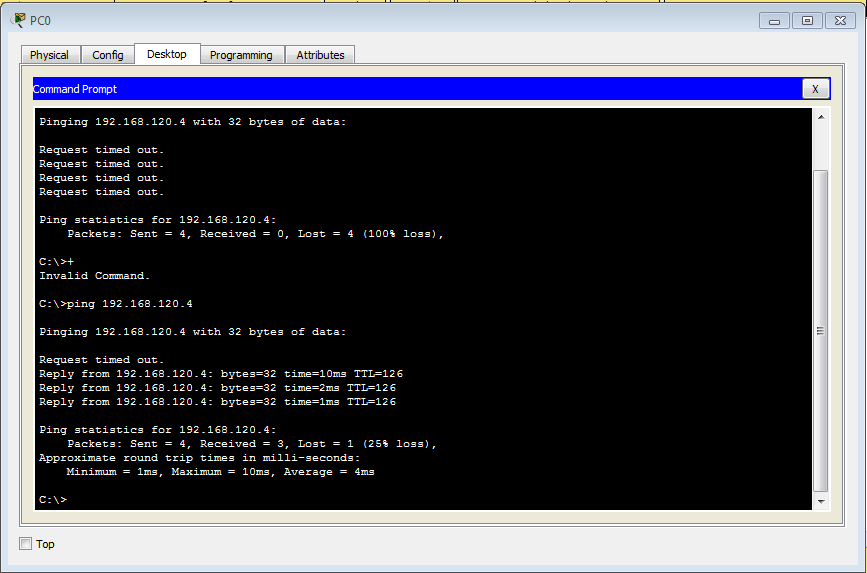 PC0
Physical Config Desktop Programming Attributes
Command Prompt X
Pinging 192.168.120.4 with 32 bytes of data:
Request timed out.
Request timed out.
Request timed out.
Request timed out.
Ping statistics for 192.168.120.4:
Packets: Sent = 4, Received = 0, Lost = 4 (100% loss),
C:\>+
Invalid Command.
C:\>ping 192.168.120.4
Pinging 192.168.120.4 with 32 bytes of data:
Request timed out.
Reply from 192.168.120.4: bytes=32 time=10ms TTL=126
Reply from 192.168.120.4: bytes=32 time=2ms TTL=126
Reply from 192.168.120.4: bytes=32 time=1ms TTL=126
Ping statistics for 192.168.120.4:
Packets: Sent = 4, Received = 3, Lost = 1 (25% loss),
Approximate round trip times in milli-seconds:
Minimum = 1ms, Maximum = 10ms, Average = 4ms
C:\>
Top